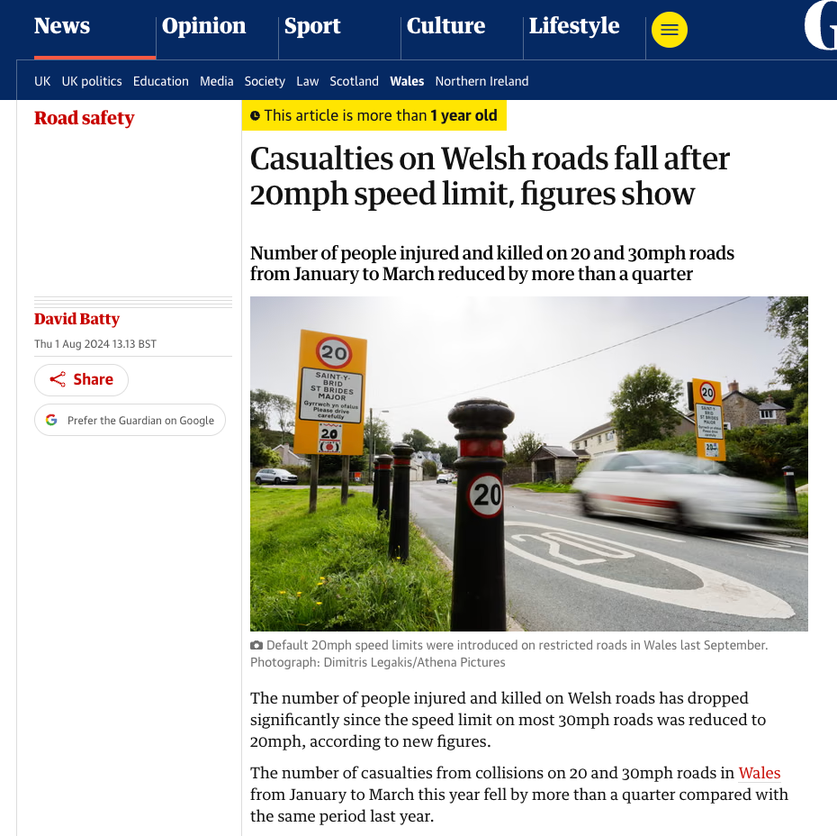 News
Opinion
Sport
Culture
Lifestyle
G
UK
UK politics
Education
Media
Society
Law
Scotland
Wales
Northern Ireland
Road safety
This article is more than 1 year old
Casualties on Welsh roads fall after
20mph speed limit, figures show
Number of people injured and killed on 20 and 30mph roads
from January to March reduced by more than a quarter
David Batty
Thu 1 Aug 2024 13.13 BST
Share
G Prefer the Guardian on Google
20
SAINT-Y-
BRID
ST BRIDES
MAJOR
Gyrrwch yn ofalus
Please drive
carefully
20
20
20
SAINT-Y-
BRID
ST BRIDES
MAJOR
20
20
Default 20mph speed limits were introduced on restricted roads in Wales last September.
Photograph: Dimitris Legakis/Athena Pictures
The number of people injured and killed on Welsh roads has dropped
significantly since the speed limit on most 30mph roads was reduced to
20mph, according to new figures.
The number of casualties from collisions on 20 and 30mph roads in Wales
from January to March this year fell by more than a quarter compared with
the same period last year.